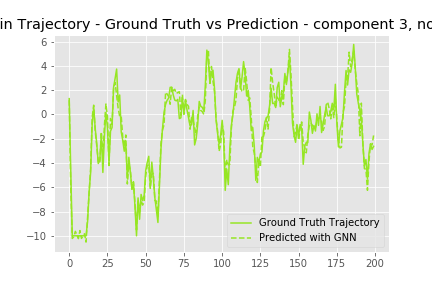 in Trajectory - Ground Truth vs Prediction - component 3, no
6
4
2
0
−2
−4
−6
−8
−10
0 25 50 75 100 125 150 175 200
Ground Truth Trajectory
Predicted with GNN